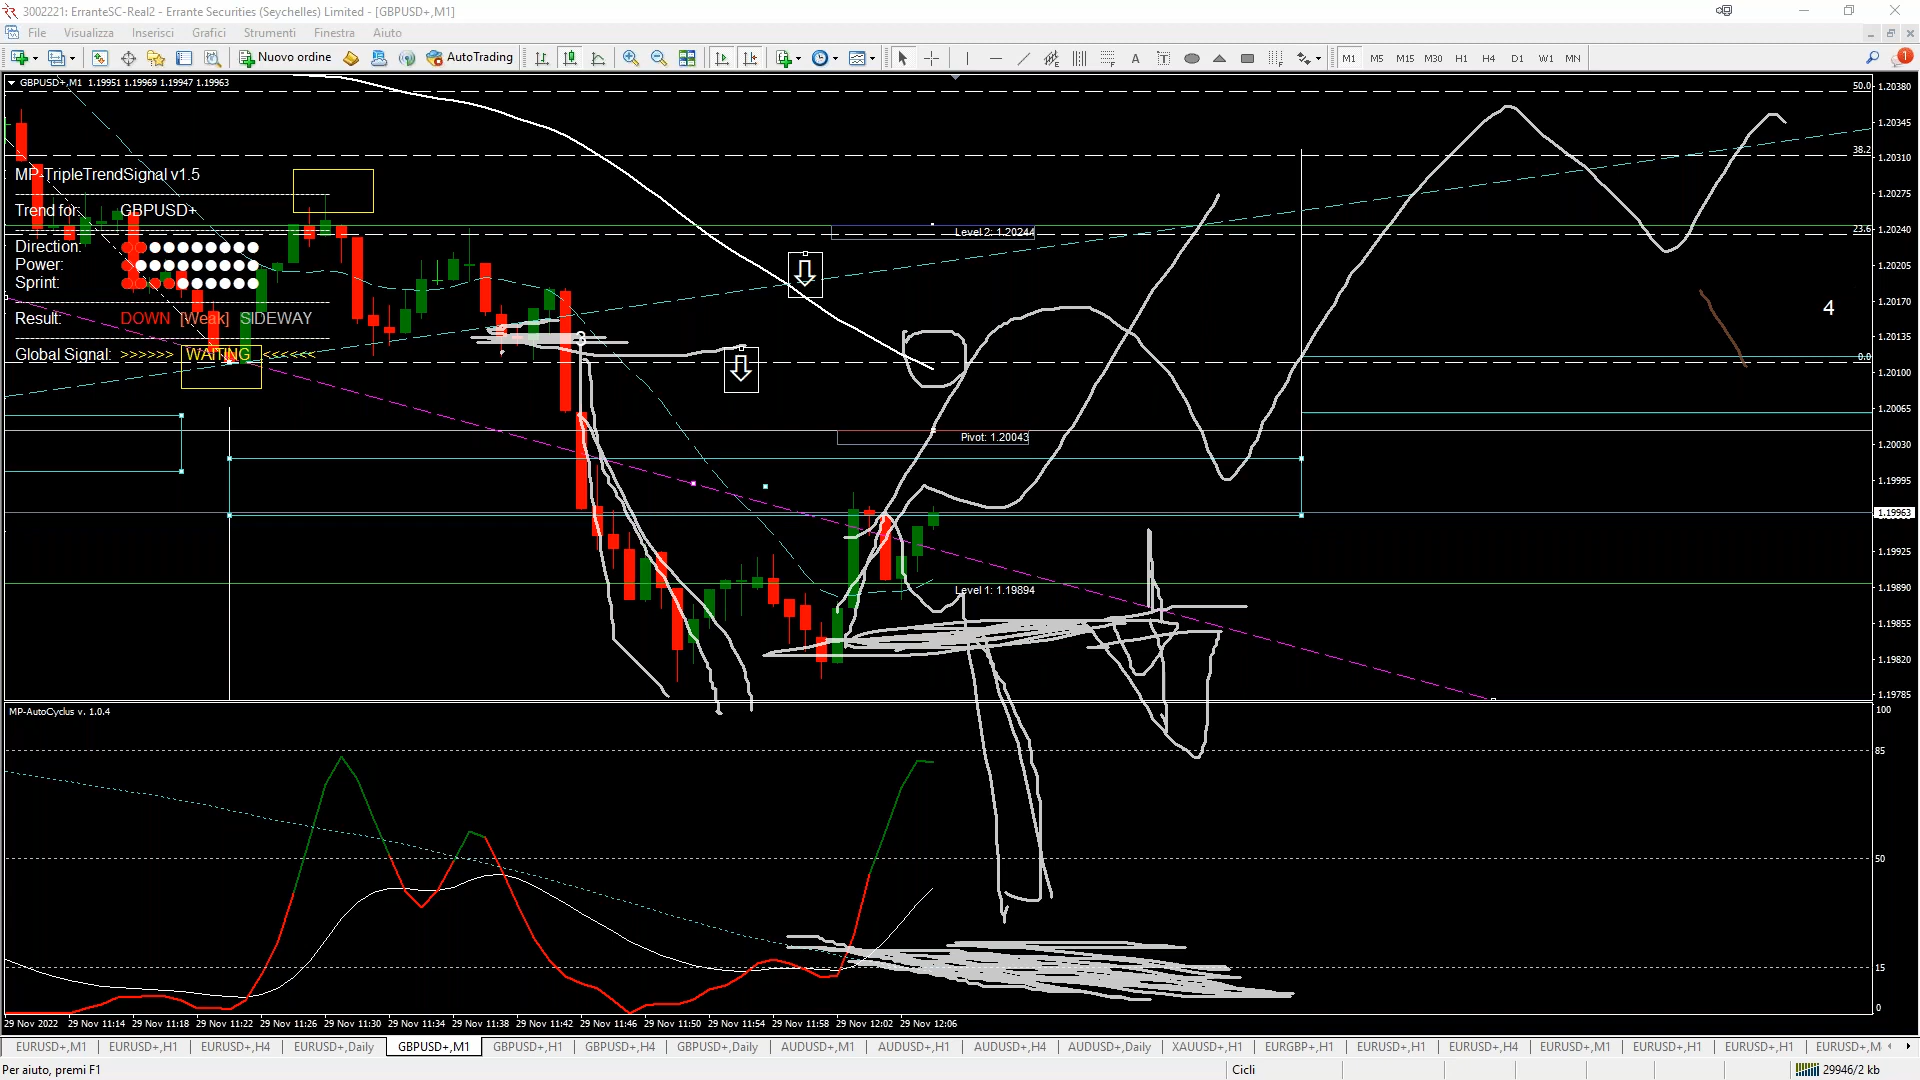 3002221: ErranteSC-Real2 - Errante Securities (Seychelles) Limited - [GBPUSD+,M1]
File Visualizza Inserisci Grafici Strumenti Finestra Aiuto
Nuovo ordine AutoTrading A T M1 M5 M15 M30 H1 H4 D1 W1 MN 1
GBPUSD+,M1 1.19951 1.19969 1.19947 1.19963
50.0 1.20380
1.20345
38.2 1.20310
MP-TripleTrendSignal v1.5
1.20275
Trend for: GBPUSD+
Level 2: 1.20244
23.6 1.20240
Direction:
Power:
1.20205
Sprint:
1.20170
4
Result: DOWN [Weak] SIDEWAY
1.20135
Global Signal: >>>>>> WAITING <<<<<<
0.0
1.20100
1.20065
Pivot: 1.20043
1.20030
1.19995
1.19963
1.19925
Level 1: 1.19894
1.19890
1.19855
1.19820
1.19785
MP-AutoCyclus v. 1.0.4
100
85
50
15
0
29 Nov 2022 29 Nov 11:14 29 Nov 11:18 29 Nov 11:22 29 Nov 11:26 29 Nov 11:30 29 Nov 11:34 29 Nov 11:38 29 Nov 11:42 29 Nov 11:46 29 Nov 11:50 29 Nov 11:54 29 Nov 11:58 29 Nov 12:02 29 Nov 12:06
EURUSD+,M1 EURUSD+,H1 EURUSD+,H4 EURUSD+,Daily GBPUSD+,M1 GBPUSD+,H1 GBPUSD+,H4 GBPUSD+,Daily AUDUSD+,M1 AUDUSD+,H1 AUDUSD+,H4 AUDUSD+,Daily XAUUSD+,H1 EURGBP+,H1 EURUSD+,H1 EURUSD+,H4 EURUSD+,M1 EURUSD+,H1 EURUSD+,H1 EURUSD+,M
Per aiuto, premi F1 Cicli 29946/2 kb